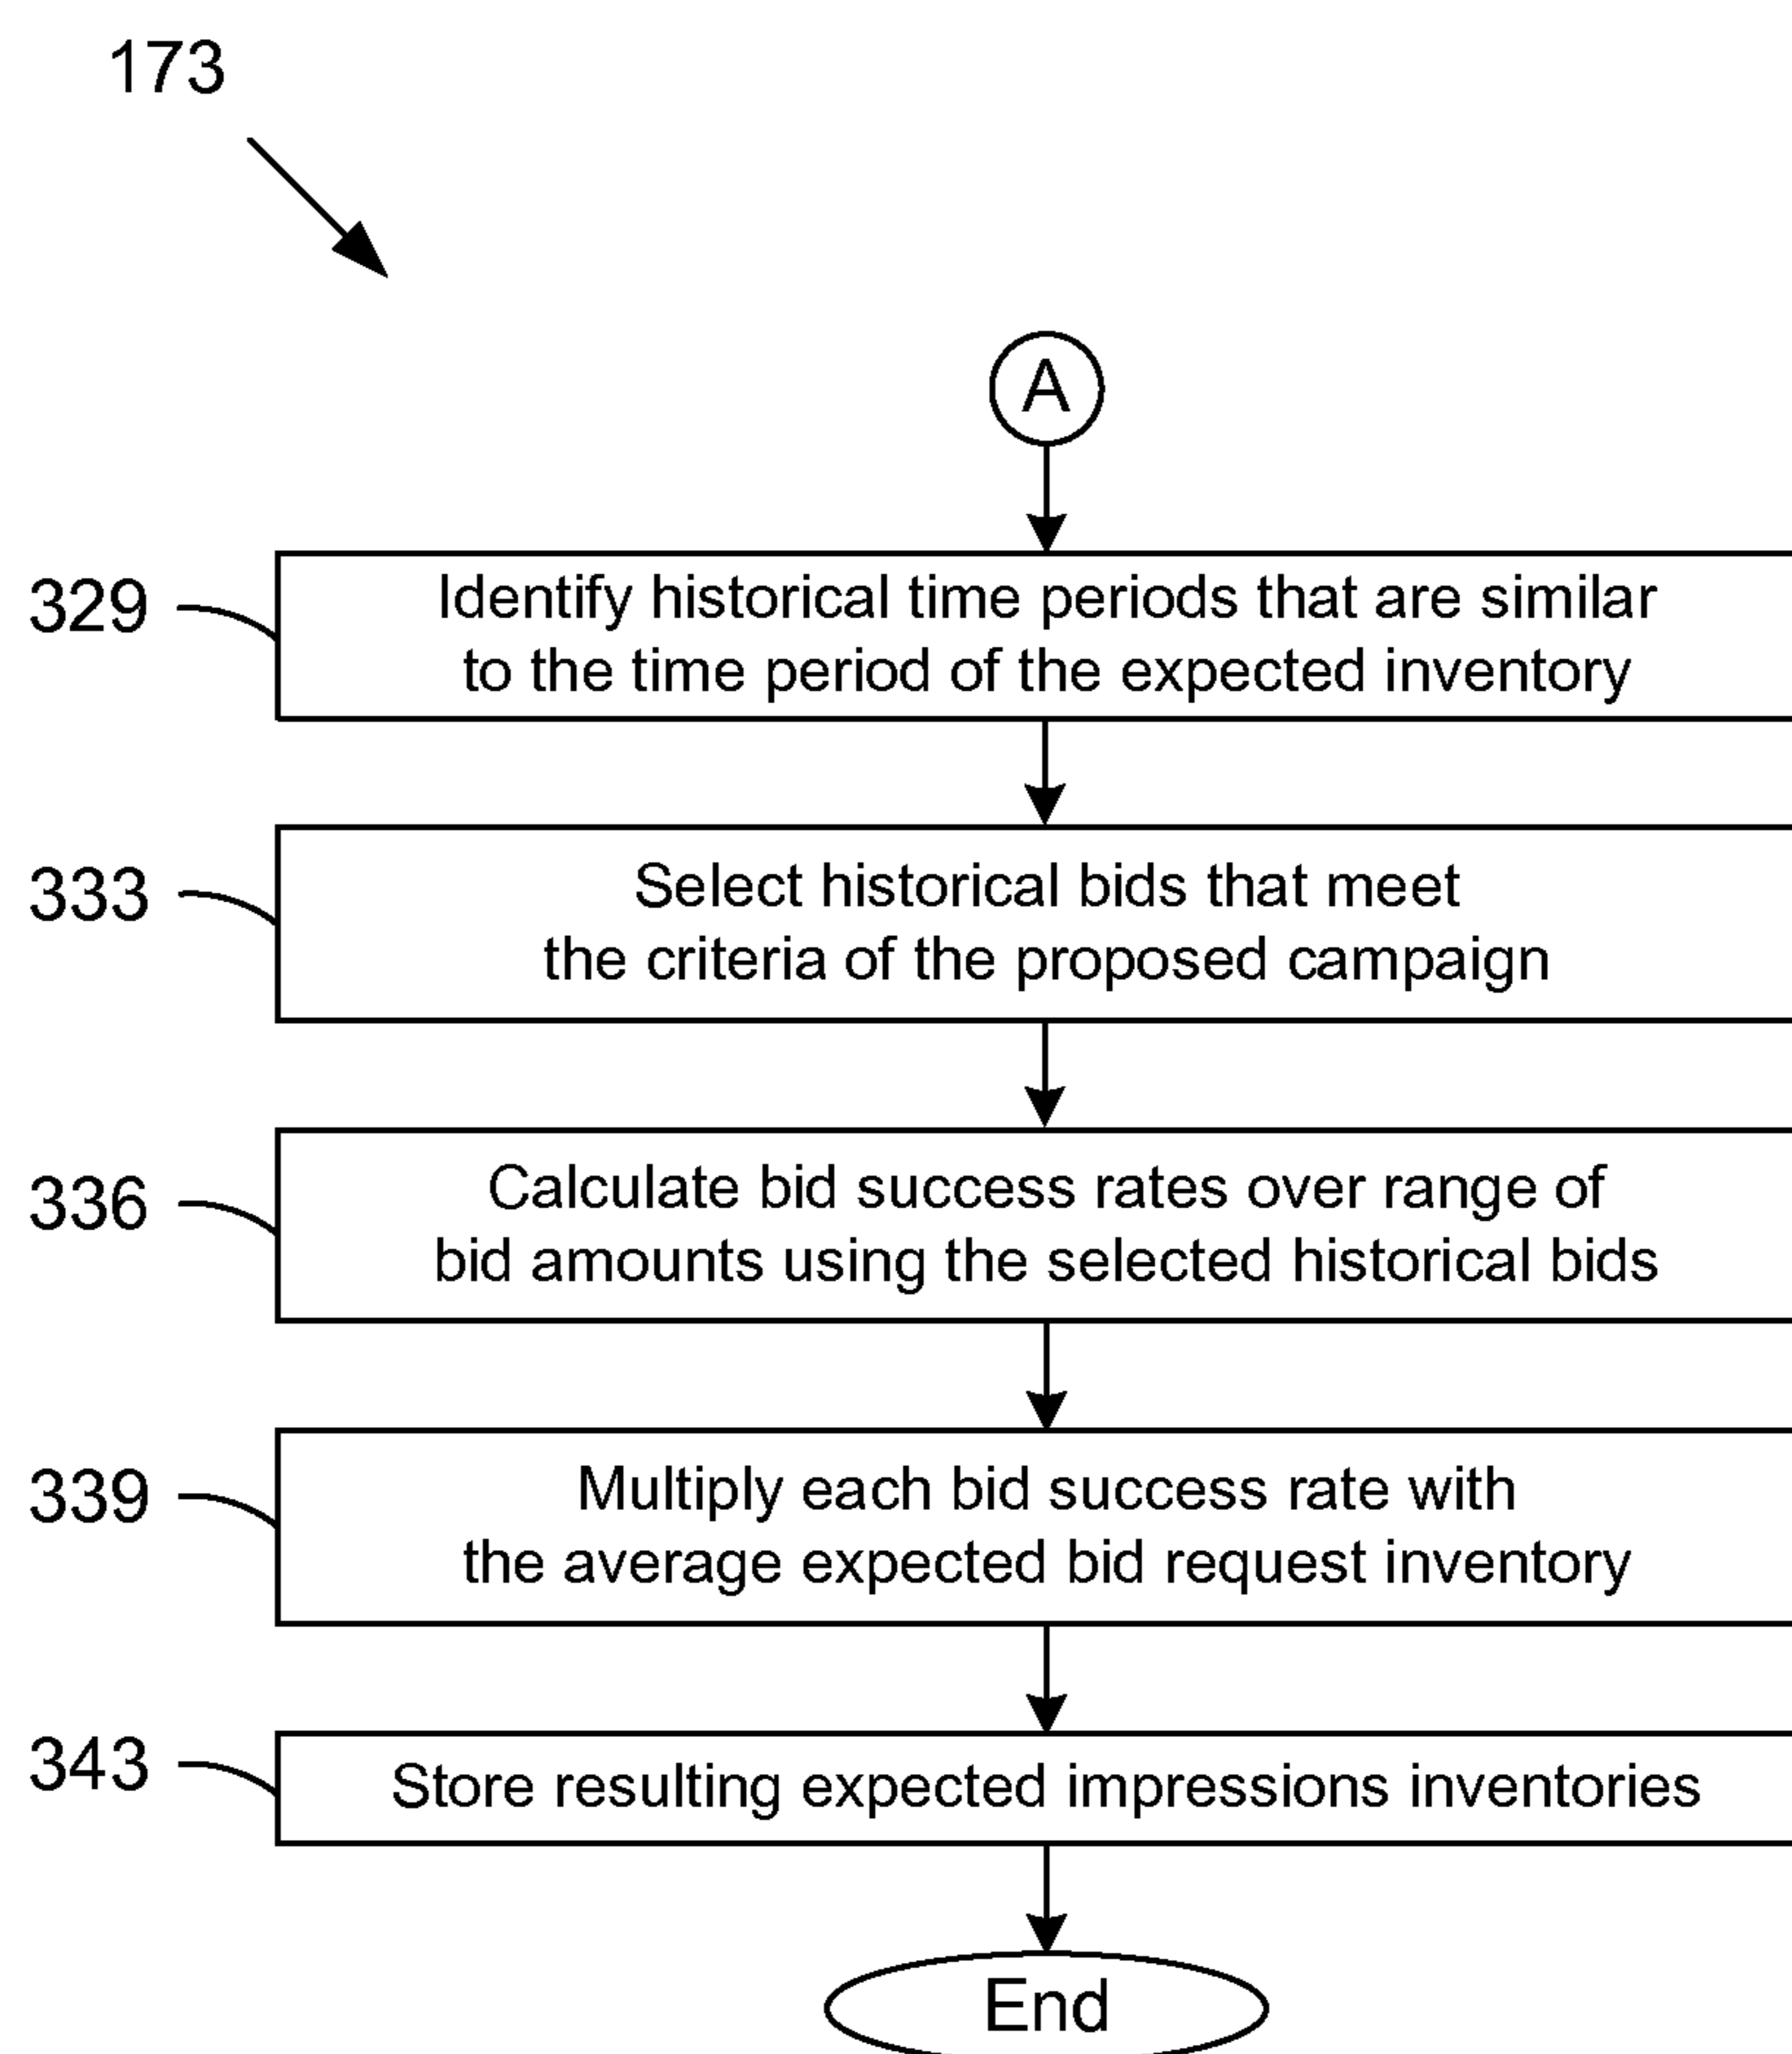 173
A
329
Identify historical time periods that are similar
to the time period of the expected inventory
333
Select historical bids that meet
the criteria of the proposed campaign
336
Calculate bid success rates over range of
bid amounts using the selected historical bids
339
Multiply each bid success rate with
the average expected bid request inventory
343
Store resulting expected impressions inventories
End